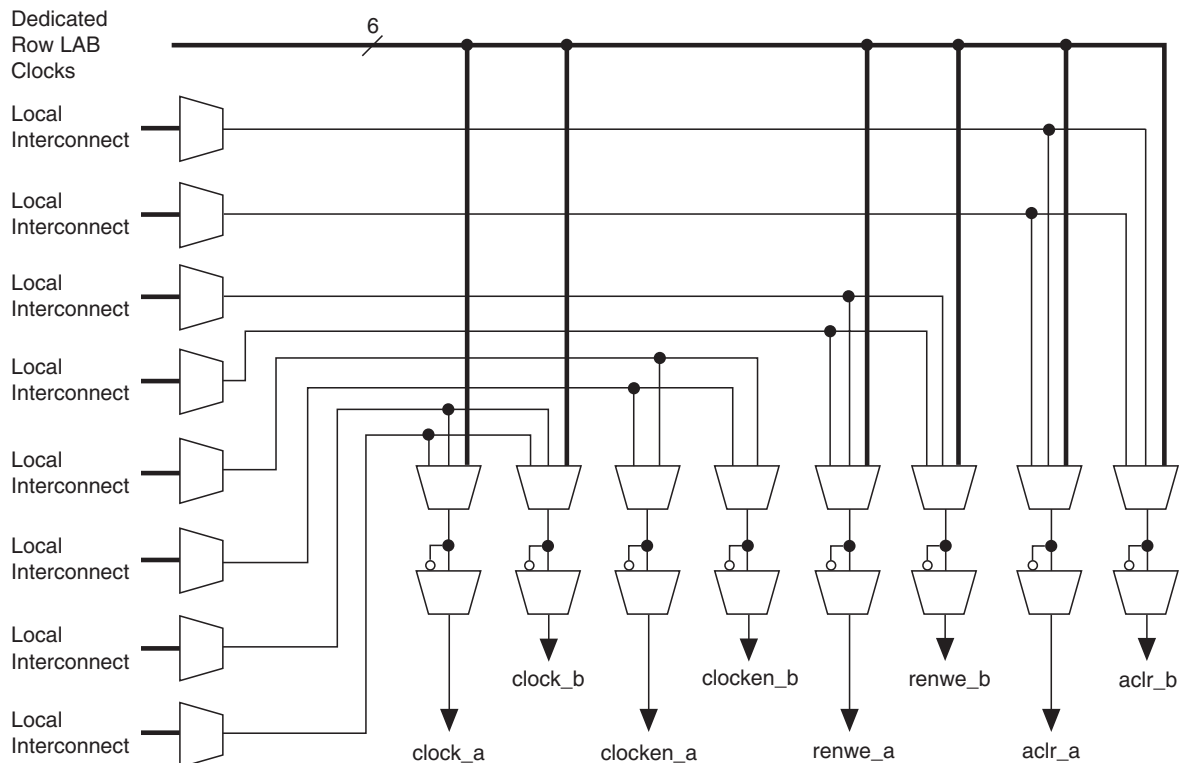 Dedicated
Row LAB
Clocks
6
Local
Interconnect
Local
Interconnect
Local
Interconnect
Local
Interconnect
Local
Interconnect
Local
Interconnect
Local
Interconnect
Local
Interconnect
clock_b
clocken_b
renwe_b
aclr_b
clock_a
clocken_a
renwe_a
aclr_a